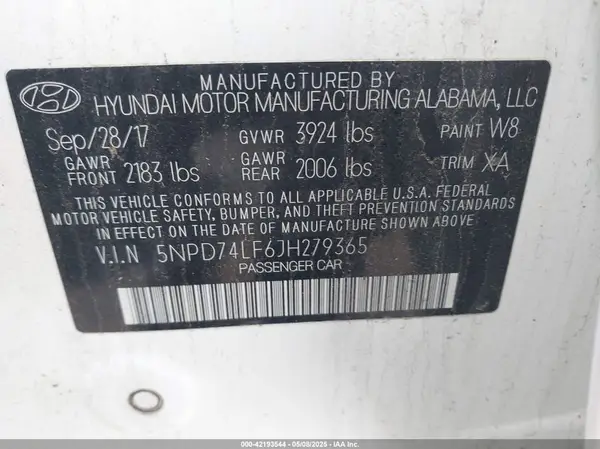 MANUFACTURED BY
HYUNDAI MOTOR MANUFACTURING ALABAMA, LLC
Sep/28/17 GVWR 3924 lbs PAINT W8
GAWR FRONT 2183 lbs GAWR REAR 2006 lbs TRIM XA
THIS VEHICLE CONFORMS TO ALL APPLICABLE U.S.A. FEDERAL
MOTOR VEHICLE SAFETY, BUMPER, AND THEFT PREVENTION STANDARDS
IN EFFECT ON THE DATE OF MANUFACTURE SHOWN ABOVE.
V.I.N 5NPD74LF6JH279365
PASSENGER CAR
000-42193544 - 05/08/2025 - IAA Inc.